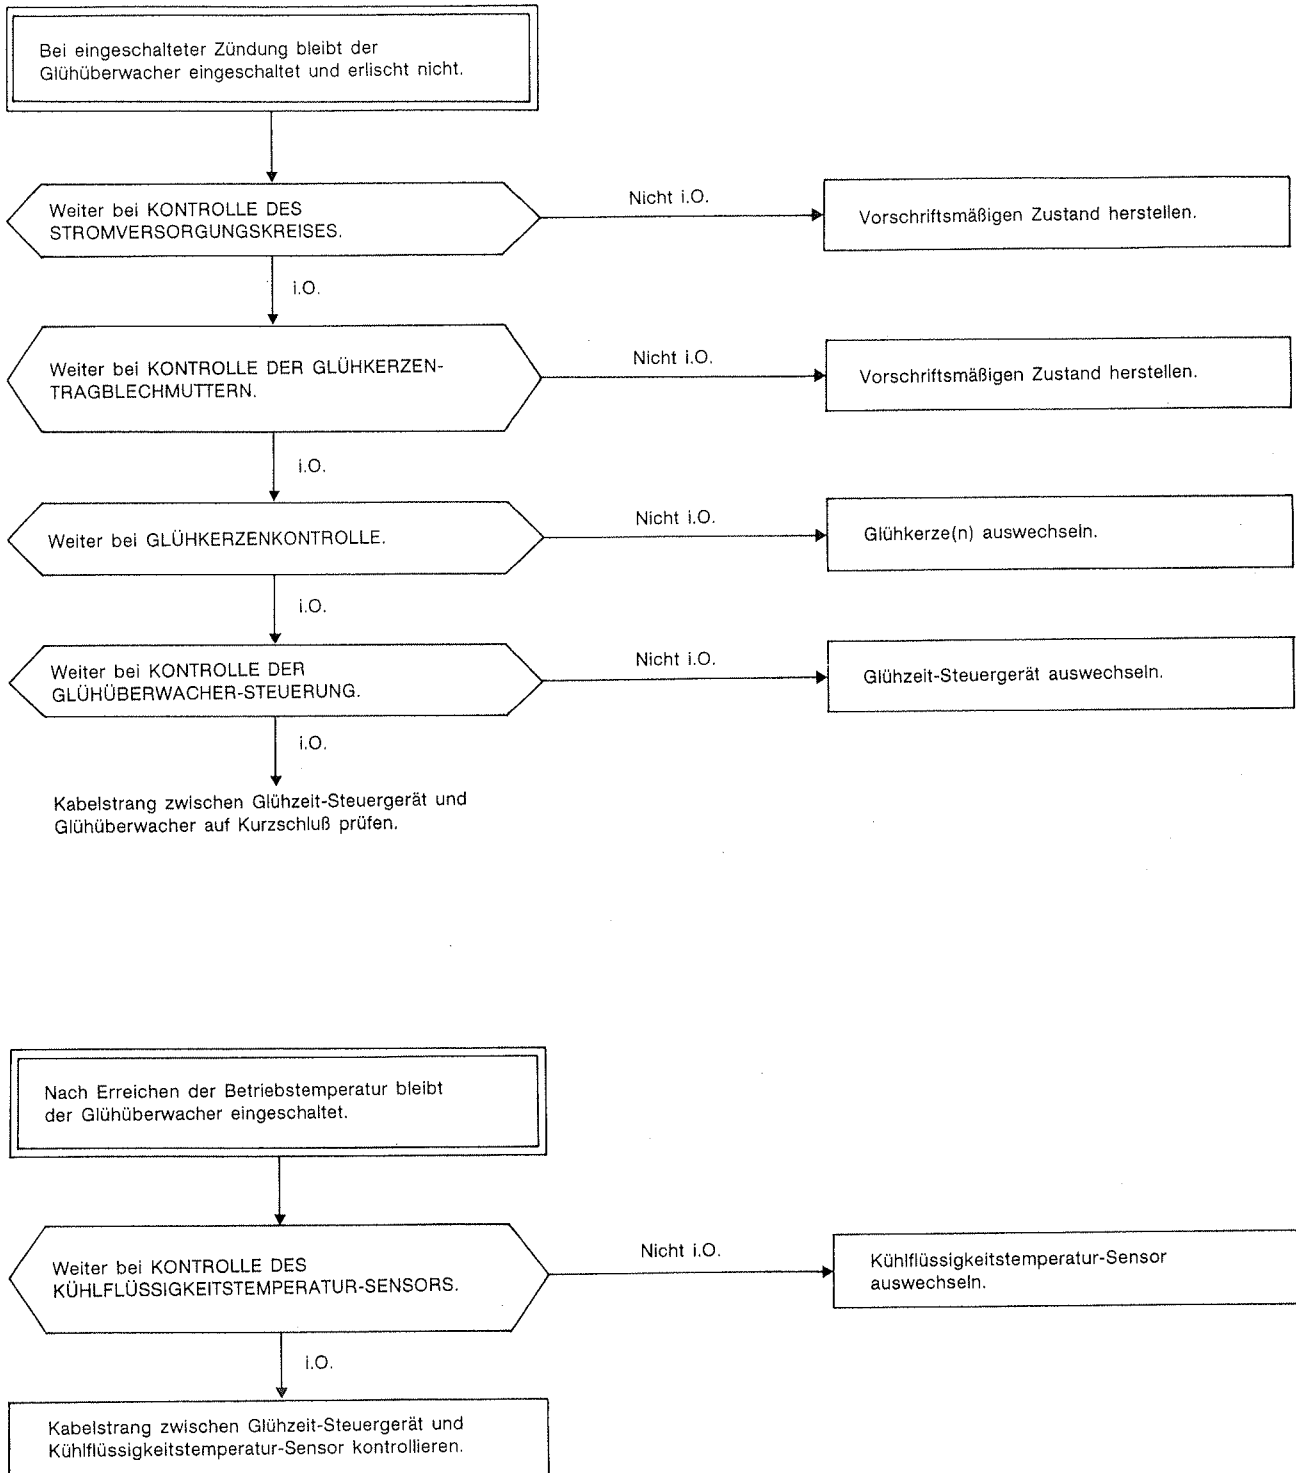 Bei eingeschalteter Zündung bleibt der
Glühüberwacher eingeschaltet und erlischt nicht.
Weiter bei KONTROLLE DES
STROMVERSORGUNGSKREISES.
Nicht i.O.
Vorschriftsmäßigen Zustand herstellen.
i.O.
Weiter bei KONTROLLE DER GLÜHKERZEN-
TRAGBLECHMUTTERN.
Nicht i.O.
Vorschriftsmäßigen Zustand herstellen.
i.O.
Weiter bei GLÜHKERZENKONTROLLE.
Nicht i.O.
Glühkerze(n) auswechseln.
i.O.
Weiter bei KONTROLLE DER
GLÜHÜBERWACHER-STEUERUNG.
Nicht i.O.
Glühzeit-Steuergerät auswechseln.
i.O.
Kabelstrang zwischen Glühzeit-Steuergerät und
Glühüberwacher auf Kurzschluß prüfen.
Nach Erreichen der Betriebstemperatur bleibt
der Glühüberwacher eingeschaltet.
Weiter bei KONTROLLE DES
KÜHLFLÜSSIGKEITSTEMPERATUR-SENSORS.
Nicht i.O.
Kühlflüssigkeitstemperatur-Sensor
auswechseln.
i.O.
Kabelstrang zwischen Glühzeit-Steuergerät und
Kühlflüssigkeitstemperatur-Sensor kontrollieren.